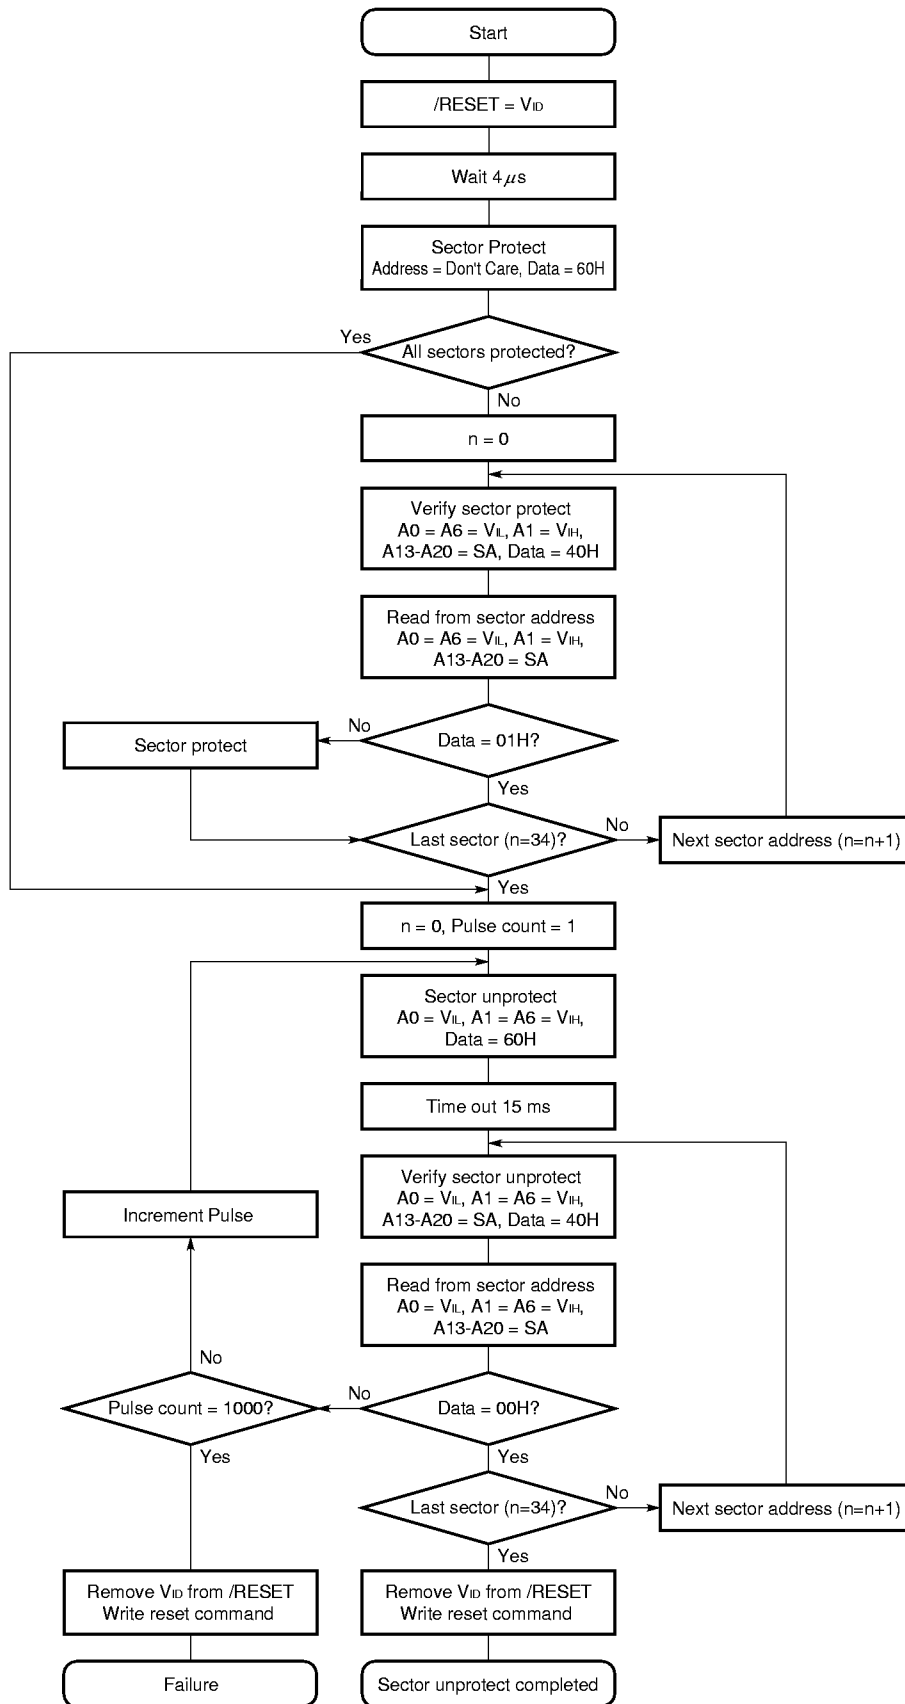 Start
/RESET = VID
Wait 4μs
Sector Protect
Address = Don't Care, Data = 60H
Yes
All sectors protected?
No
n = 0
Verify sector protect
A0 = A6 = VIL, A1 = VIH,
A13-A20 = SA, Data = 40H
Read from sector address
A0 = A6 = VIL, A1 = VIH,
A13-A20 = SA
No
Data = 01H?
Sector protect
Yes
Last sector (n=34)?
No
Next sector address (n=n+1)
Yes
n = 0, Pulse count = 1
Sector unprotect
A0 = VIL, A1 = A6 = VIH,
Data = 60H
Time out 15 ms
Verify sector unprotect
A0 = VIL, A1 = A6 = VIH,
A13-A20 = SA, Data = 40H
Increment Pulse
Read from sector address
A0 = VIL, A1 = A6 = VIH,
A13-A20 = SA
No
Pulse count = 1000?
No
Data = 00H?
Yes
Yes
Last sector (n=34)?
No
Next sector address (n=n+1)
Yes
Remove VID from /RESET
Write reset command
Remove VID from /RESET
Write reset command
Failure
Sector unprotect completed